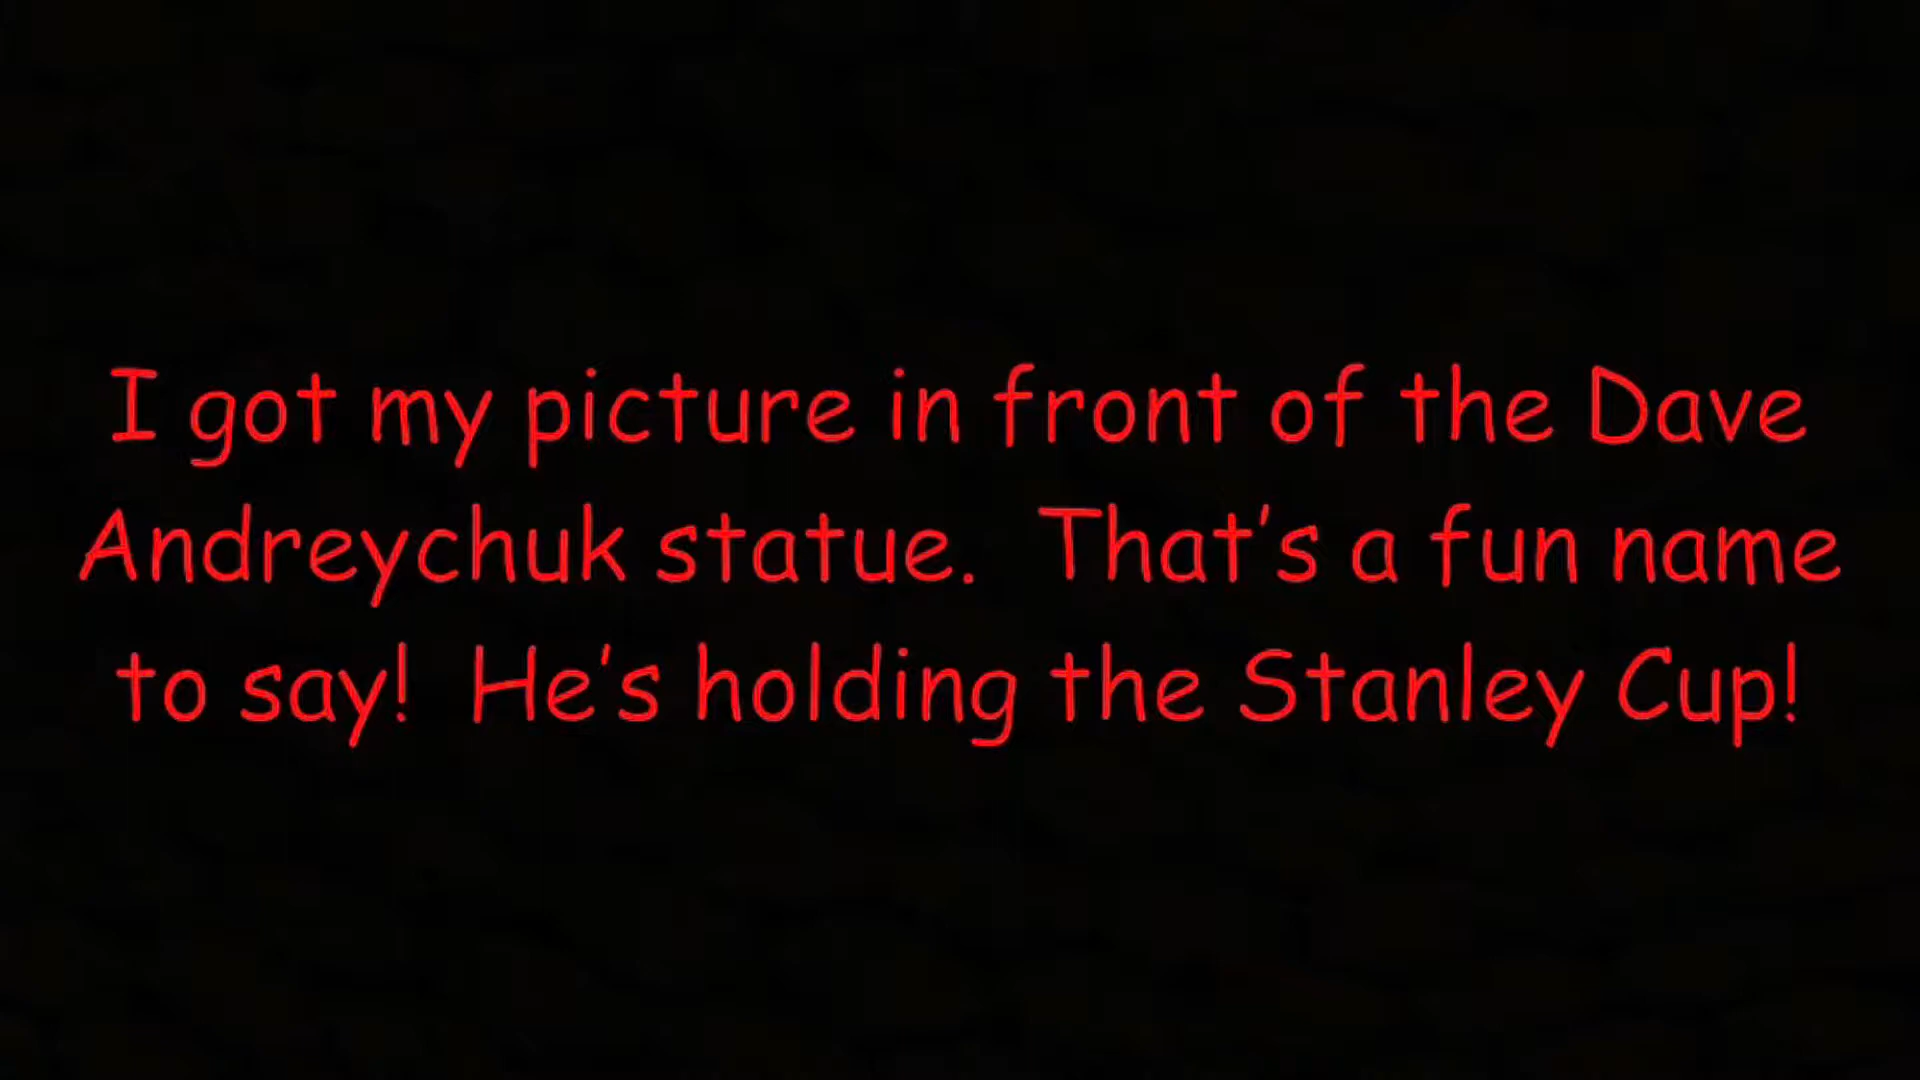 I got my picture in front of the Dave
Andreychuk statue.  That's a fun name
to say!  He's holding the Stanley Cup!